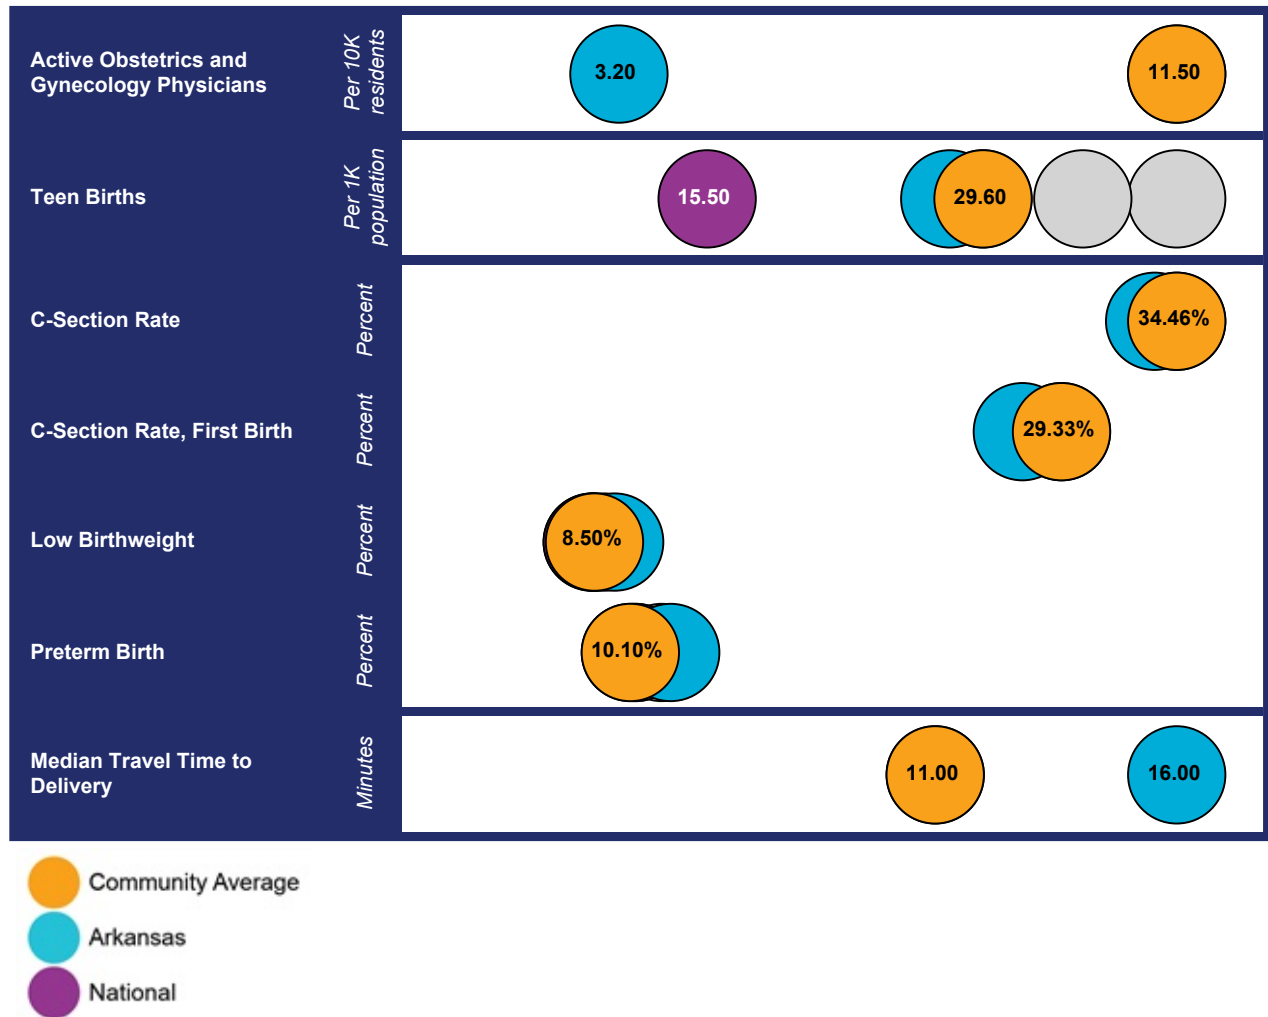 Active Obstetrics and
Gynecology Physicians
Per 10K
residents
3.20
11.50
Teen Births
Per 1K
population
15.50
29.60
C-Section Rate
Percent
34.46%
C-Section Rate, First Birth
Percent
29.33%
Low Birthweight
Percent
8.50%
Preterm Birth
Percent
10.10%
Median Travel Time to
Delivery
Minutes
11.00
16.00
Community Average
Arkansas
National